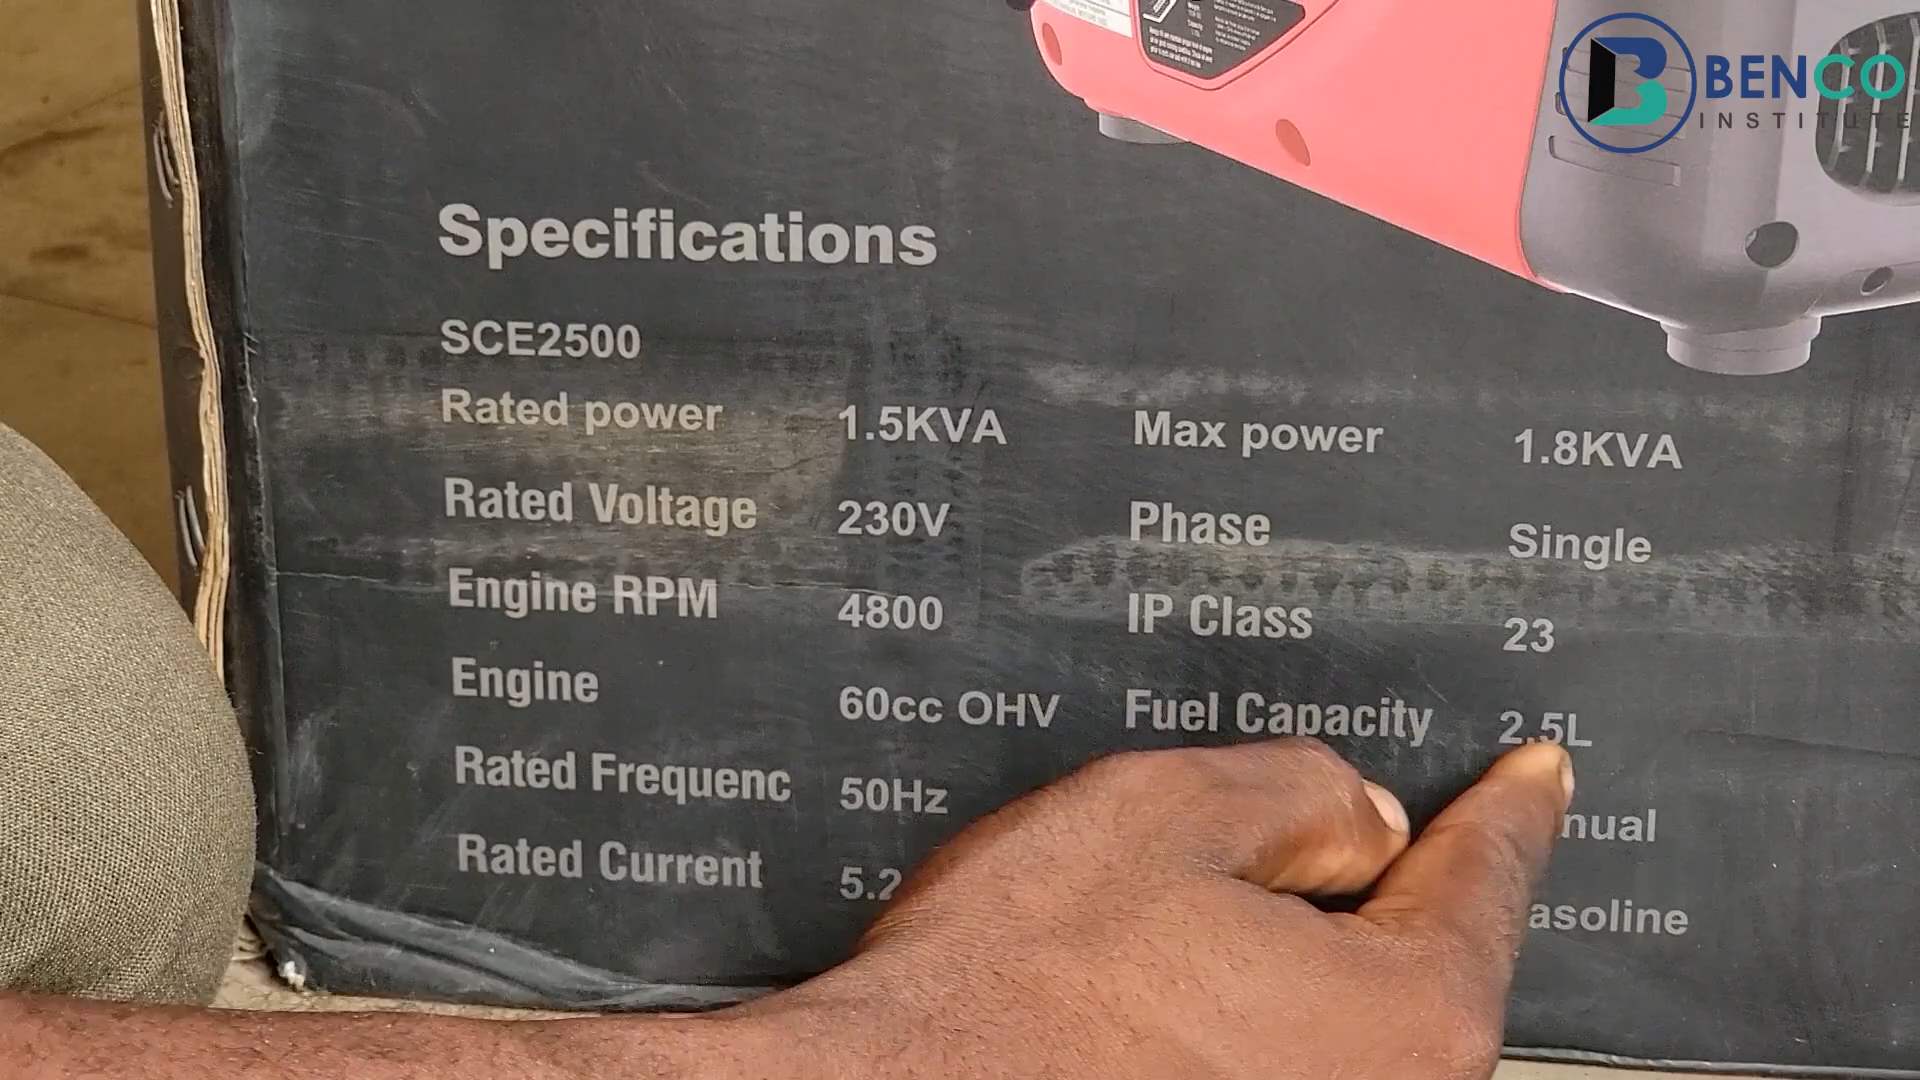 BENCO
INSTITUTE
Specifications
SCE2500
Rated power 1.5KVA Max power 1.8KVA
Rated Voltage 230V Phase Single
Engine RPM 4800 IP Class 23
Engine 60cc OHV Fuel Capacity 2.5L
Rated Frequenc 50Hz nual
Rated Current 5.2 asoline